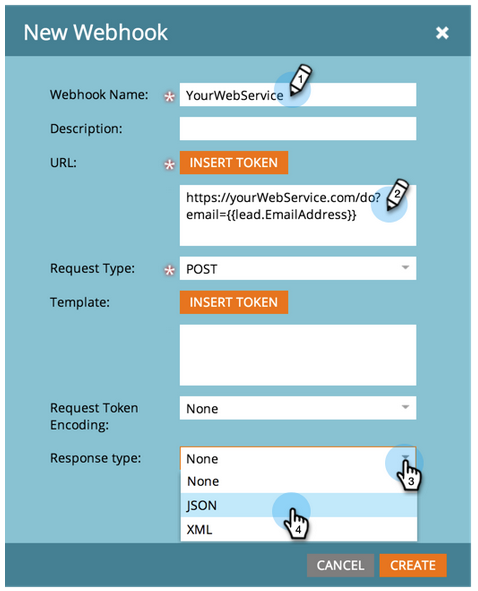 New Webhook
Webhook Name: * YourWebService 1
Description:
URL: * INSERT TOKEN
https://yourWebService.com/do? 2
email={{lead.EmailAddress}}
Request Type: * POST
Template: INSERT TOKEN
Request Token
Encoding: None
Response type: None
3
None
JSON
4
XML
CANCEL CREATE